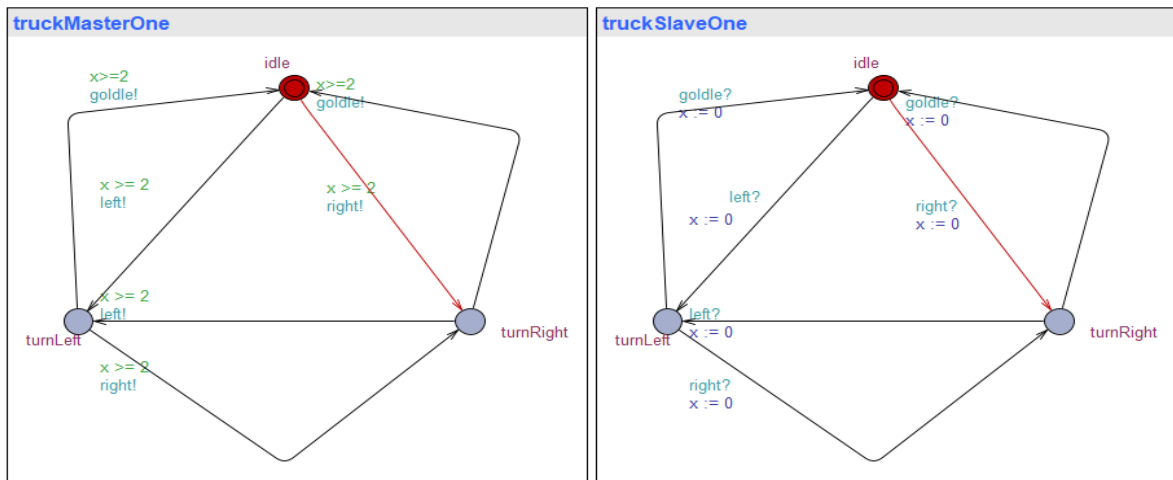 truckMasterOne
idle
x>=2
goIdle!
x>=2
goIdle!
x >= 2
left!
x >= 2
right!
x >= 2
left!
turnLeft
turnRight
x >= 2
right!
truckSlaveOne
idle
goIdle?
x := 0
goIdle?
x := 0
left?
x := 0
right?
x := 0
left?
x := 0
turnLeft
turnRight
right?
x := 0